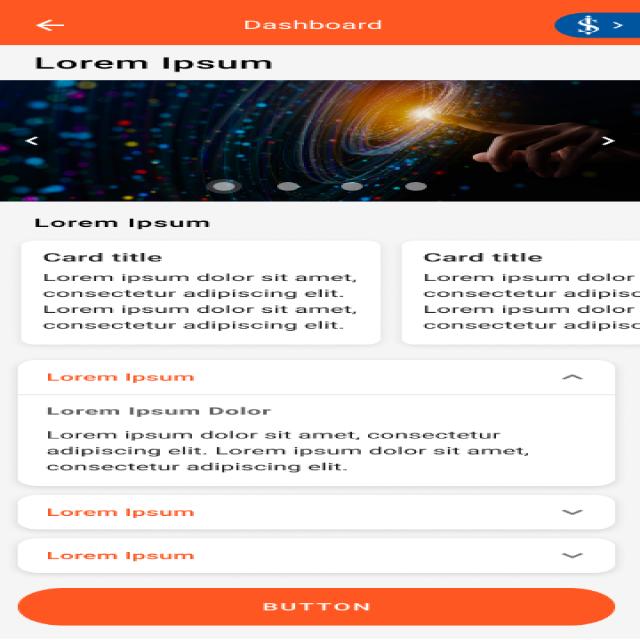 Dashboard
Lorem Ipsum
Lorem Ipsum
Card title
Lorem ipsum dolor sit amet,
consectetur adipiscing elit.
Lorem ipsum dolor sit amet,
consectetur adipiscing elit.
Card title
Lorem ipsum dolor
consectetur adipisc
Lorem ipsum dolor
consectetur adipisc
Lorem Ipsum
Lorem Ipsum Dolor
Lorem ipsum dolor sit amet, consectetur
adipiscing elit. Lorem ipsum dolor sit amet,
consectetur adipiscing elit.
Lorem Ipsum
Lorem Ipsum
BUTTON